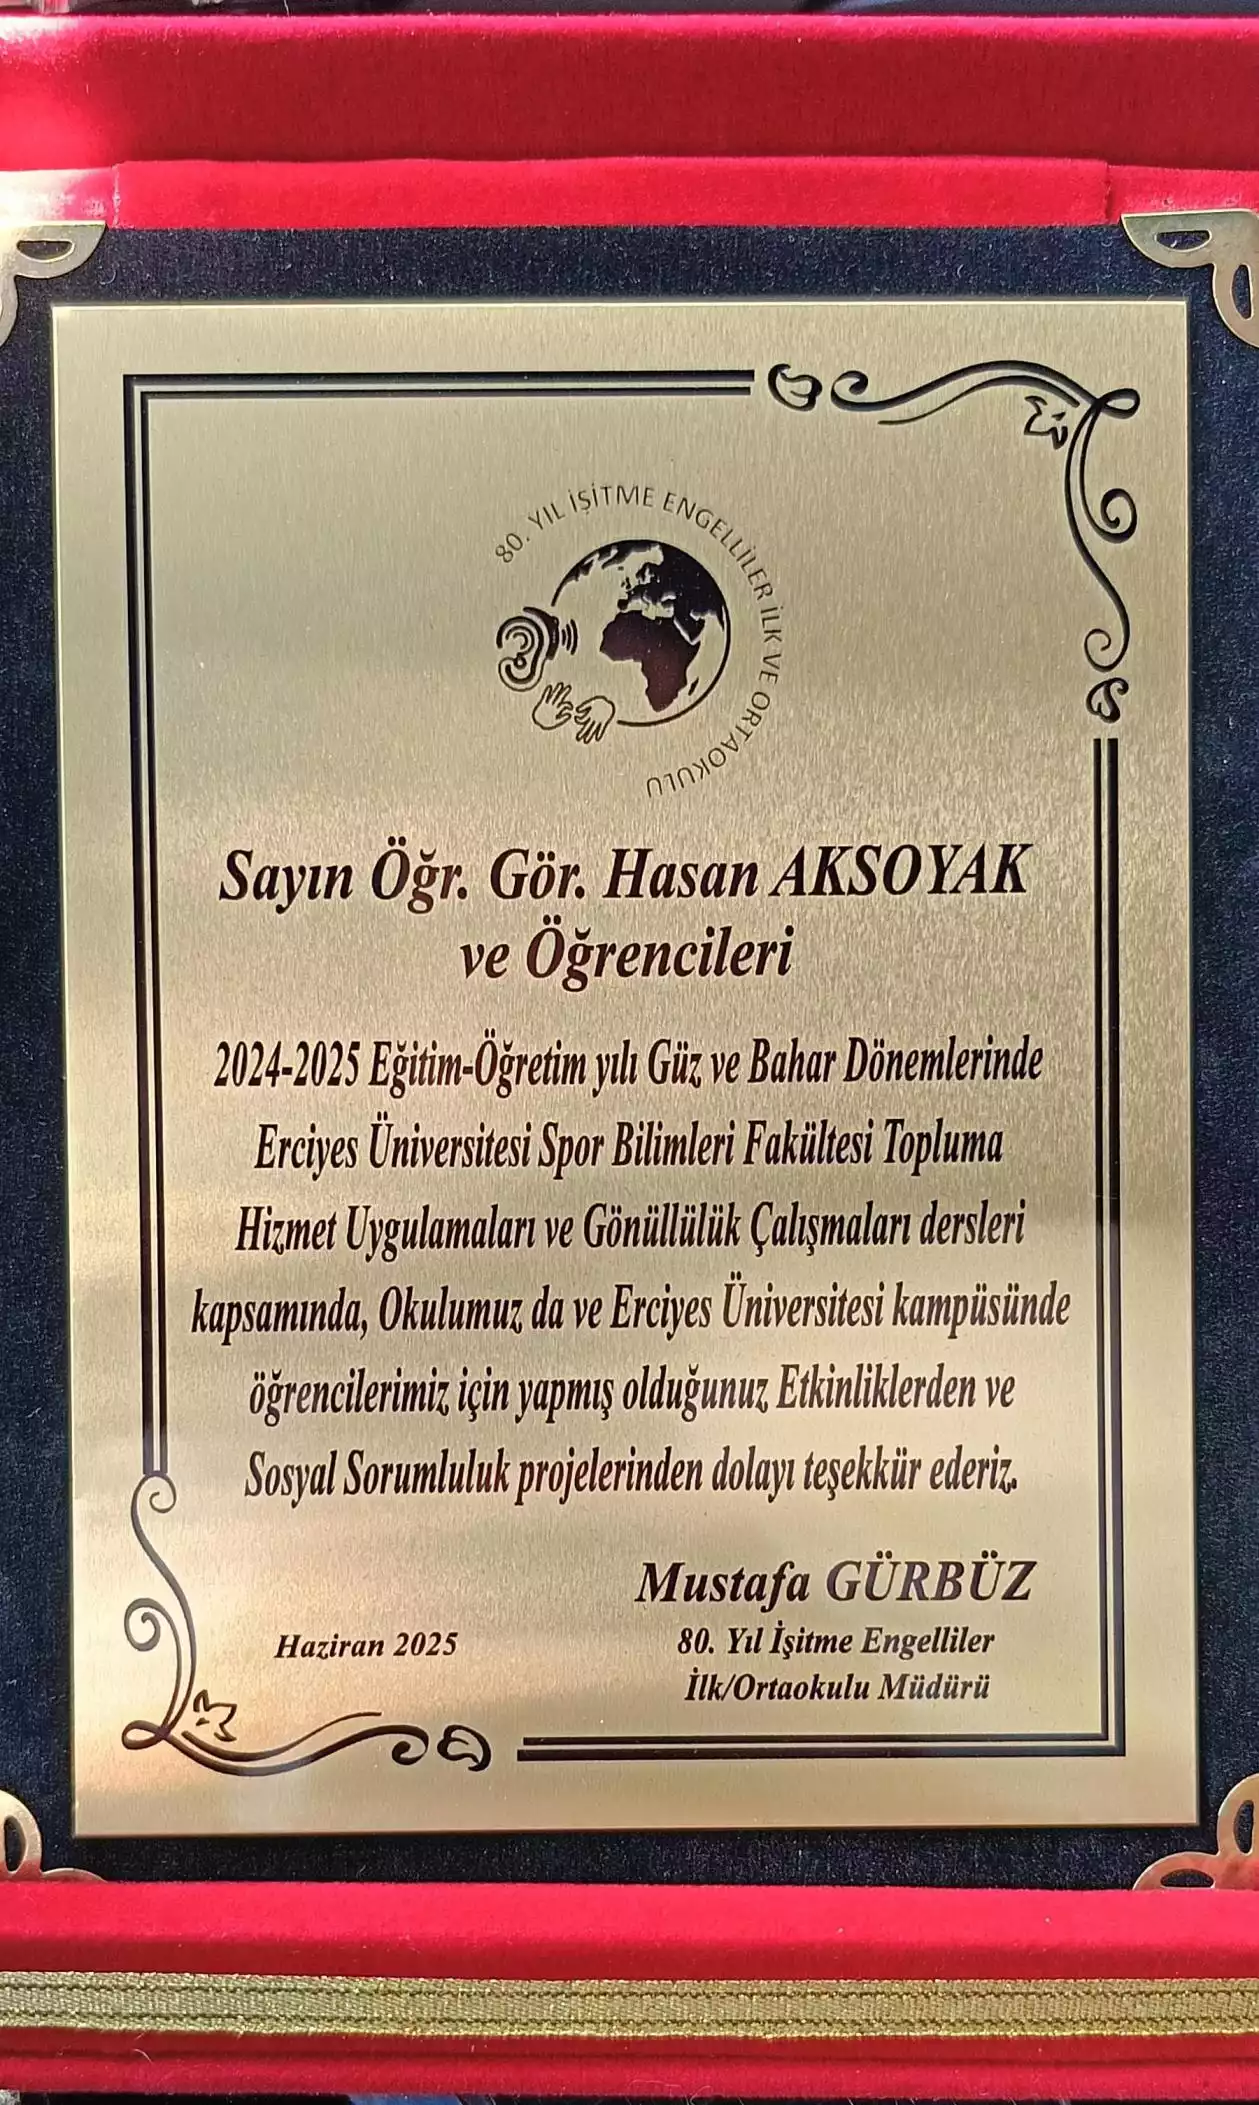 80. YIL İŞİTME ENGELLİLER İLK VE ORTAOKULU
Sayın Öğr. Gör. Hasan AKSOYAK
ve Öğrencileri
2024-2025 Eğitim-Öğretim yılı Güz ve Bahar Dönemlerinde
Erciyes Üniversitesi Spor Bilimleri Fakültesi Topluma
Hizmet Uygulamaları ve Gönüllülük Çalışmaları dersleri
kapsamında, Okulumuz da ve Erciyes Üniversitesi kampüsünde
öğrencilerimiz için yapmış olduğunuz Etkinliklerden ve
Sosyal Sorumluluk projelerinden dolayı teşekkür ederiz.
Mustafa GÜRBÜZ
Haziran 2025 80. Yıl İşitme Engelliler
İlk/Ortaokulu Müdürü